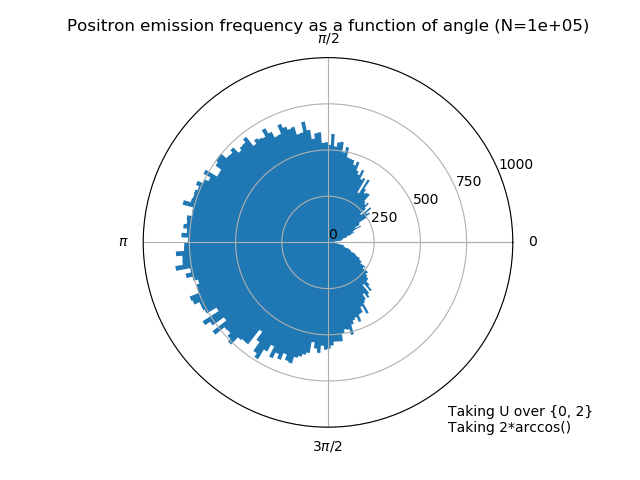 Positron emission frequency as a function of angle (N=1e+05)
π/2
1000
750
500
250
0
π
0
3π/2
Taking U over {0, 2}
Taking 2*arccos()